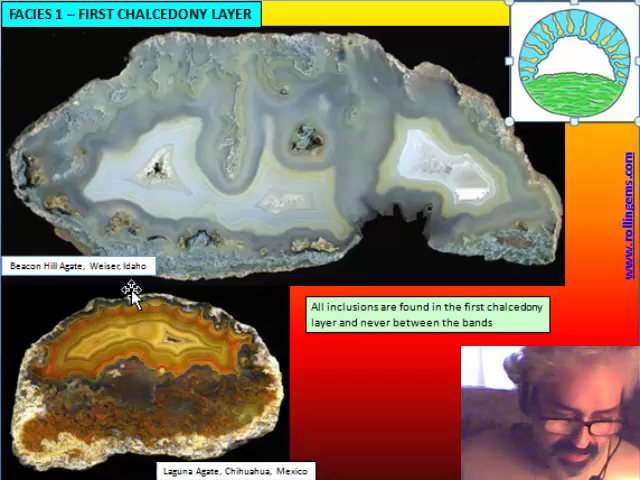 FACIES 1 – FIRST CHALCEDONY LAYER
www.rollingems.com
Beacon Hill Agate, Weiser, Idaho
All inclusions are found in the first chalcedony
layer and never between the bands
Laguna Agate, Chihuahua, Mexico